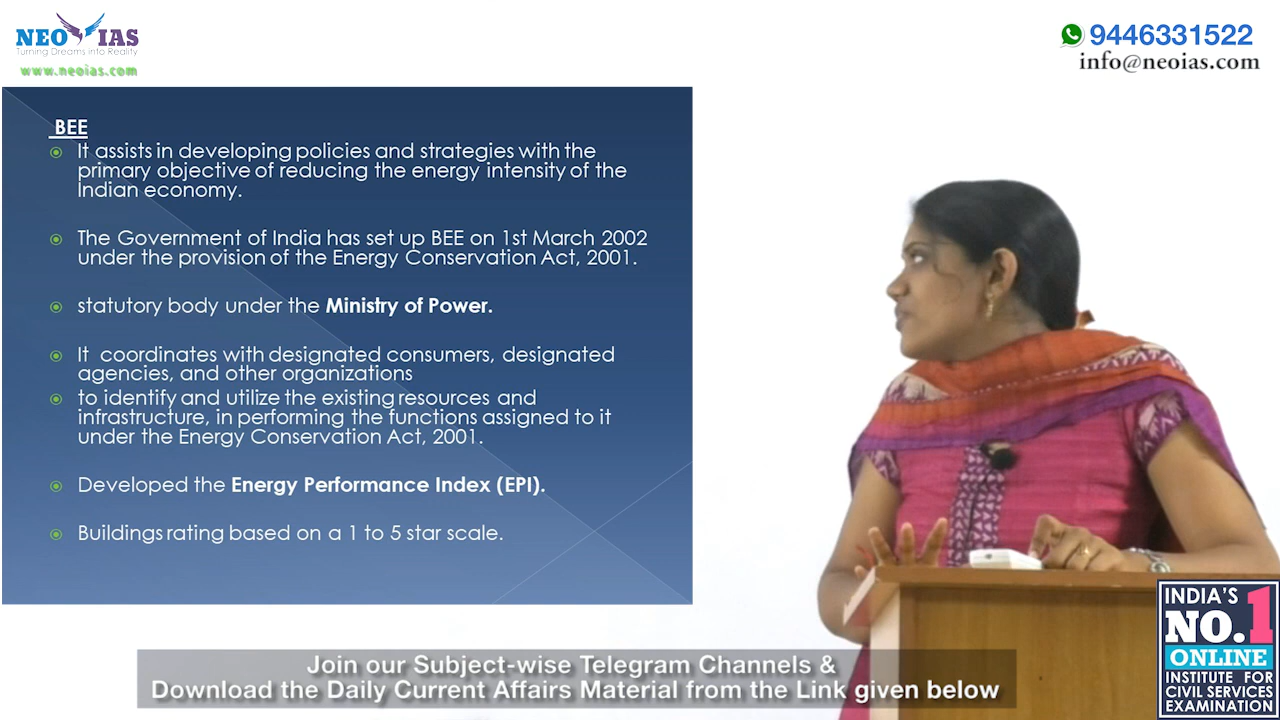 NEO IAS
Turning Dreams into Reality
www.neoias.com
9446331522
info@neoias.com
BEE
It assists in developing policies and strategies with the
primary objective of reducing the energy intensity of the
Indian economy.
The Government of India has set up BEE on 1st March 2002
under the provision of the Energy Conservation Act, 2001.
statutory body under the Ministry of Power.
It coordinates with designated consumers, designated
agencies, and other organizations
to identify and utilize the existing resources and
infrastructure, in performing the functions assigned to it
under the Energy Conservation Act, 2001.
Developed the Energy Performance Index (EPI).
Buildings rating based on a 1 to 5 star scale.
Join our Subject-wise Telegram Channels &
Download the Daily Current Affairs Material from the Link given below
INDIA'S
NO.1
ONLINE
INSTITUTE FOR
CIVIL SERVICES
EXAMINATION